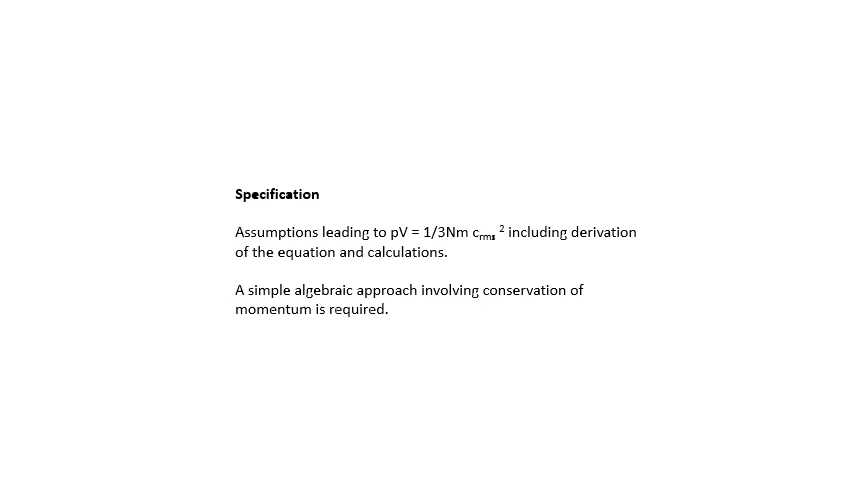 Specification
Assumptions leading to pV = 1/3Nm c_rms ² including derivation
of the equation and calculations.
A simple algebraic approach involving conservation of
momentum is required.